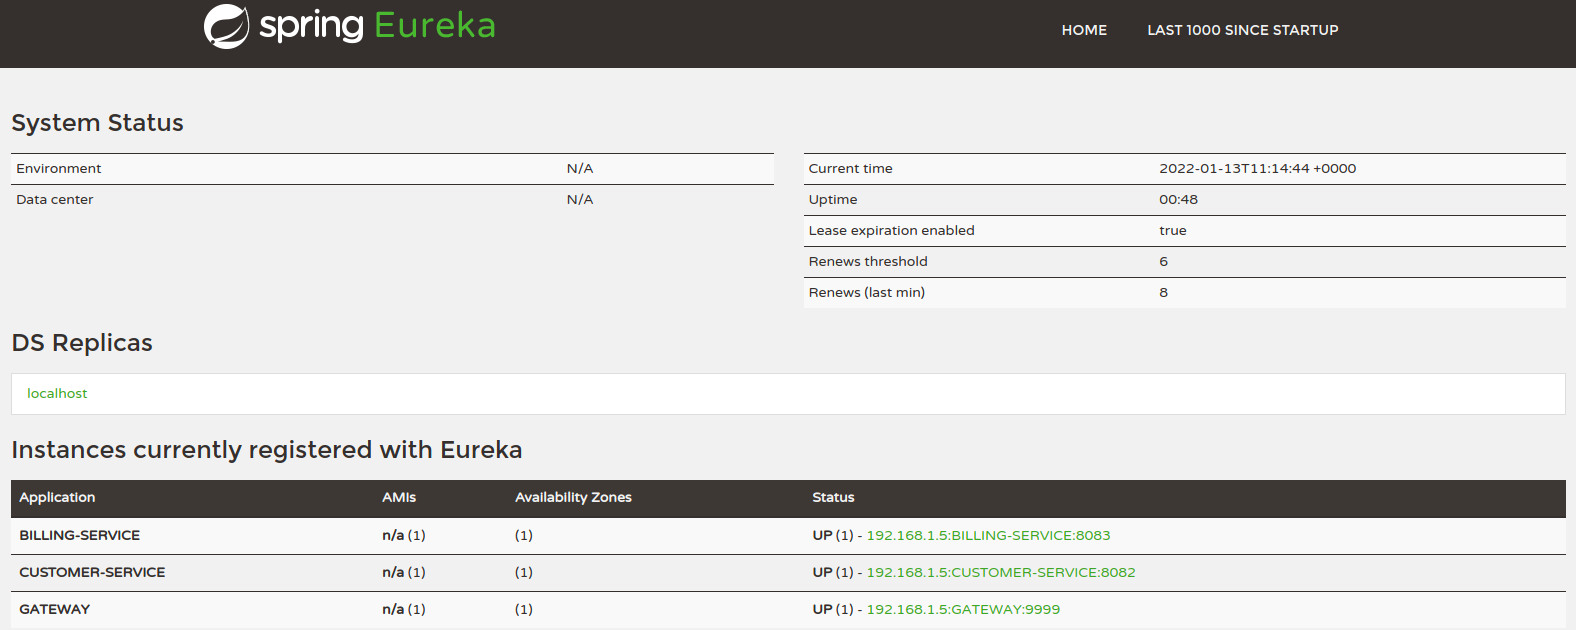 spring Eureka
HOME LAST 1000 SINCE STARTUP
System Status
Environment N/A
Data center N/A
Current time 2022-01-13T11:14:44 +0000
Uptime 00:48
Lease expiration enabled true
Renews threshold 6
Renews (last min) 8
DS Replicas
localhost
Instances currently registered with Eureka
Application AMIs Availability Zones Status
BILLING-SERVICE n/a (1) (1) UP (1) - 192.168.1.5:BILLING-SERVICE:8083
CUSTOMER-SERVICE n/a (1) (1) UP (1) - 192.168.1.5:CUSTOMER-SERVICE:8082
GATEWAY n/a (1) (1) UP (1) - 192.168.1.5:GATEWAY:9999